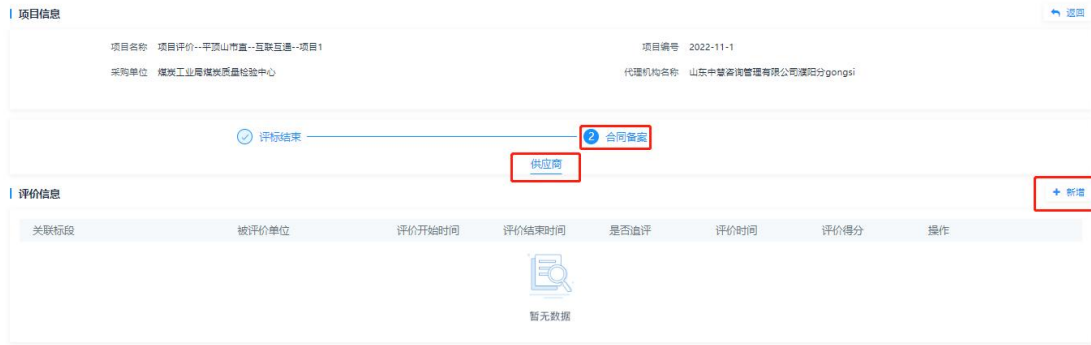 项目信息
返回
项目名称 项目评价--平顶山市直--互联互通--项目1 项目编号 2022-11-1
采购单位 煤炭工业局煤炭质量检验中心 代理机构名称 山东中慧咨询管理有限公司濮阳分gongsi
评标结束 2 合同备案
供应商
评价信息
+ 新增
关联标段 被评价单位 评价开始时间 评价结束时间 是否追评 评价时间 评价得分 操作
暂无数据